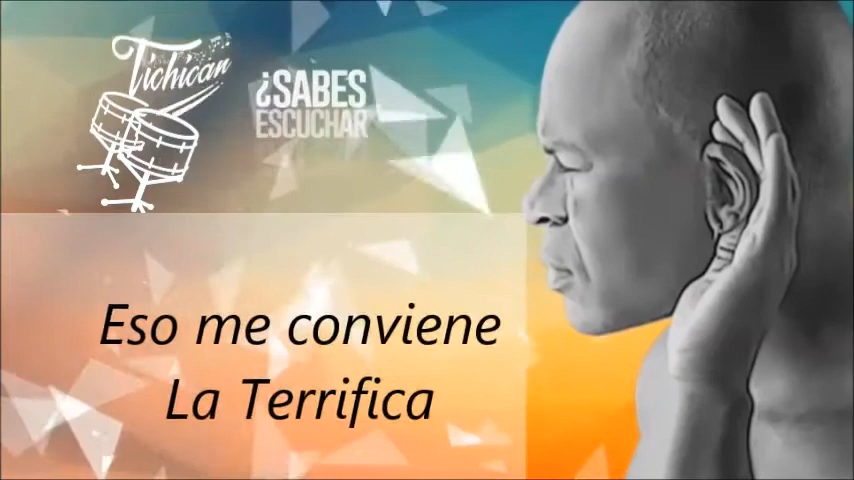 Tichican
¿SABES
ESCUCHAR
Eso me conviene
La Terrifica